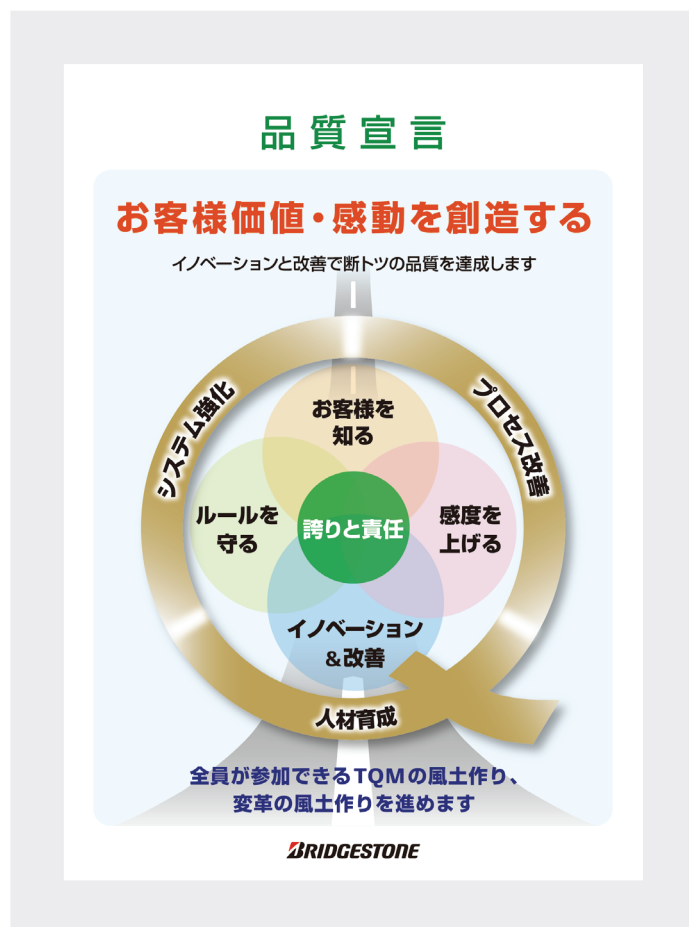 品質宣言
お客様価値・感動を創造する
イノベーションと改善で断トツの品質を達成します
システム強化
プロセス改善
お客様を
知る
ルールを
守る
誇りと責任
感度を
上げる
イノベーション
&改善
人材育成
全員が参加できるTQMの風土作り、
変革の風土作りを進めます
BRIDGESTONE